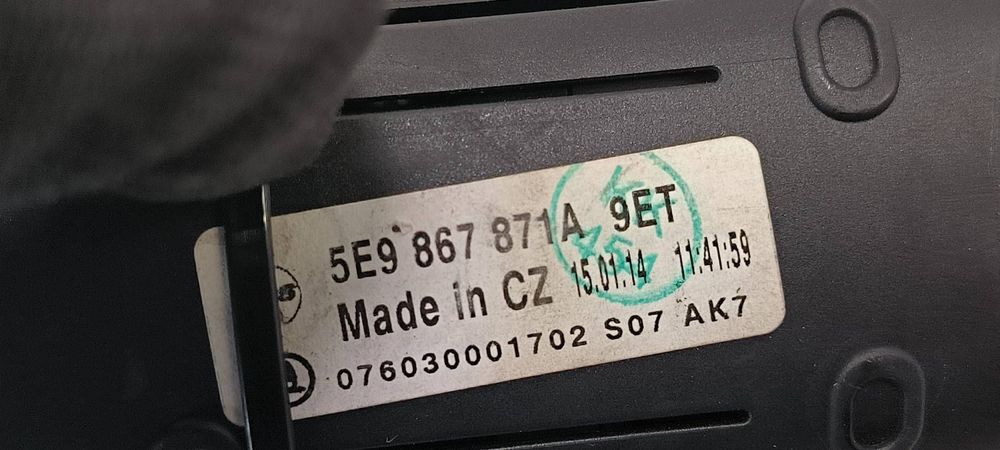 5E9 867 871A 9ET
Made in CZ 15.01.14 11:41:59
076030001702 S07 AK7